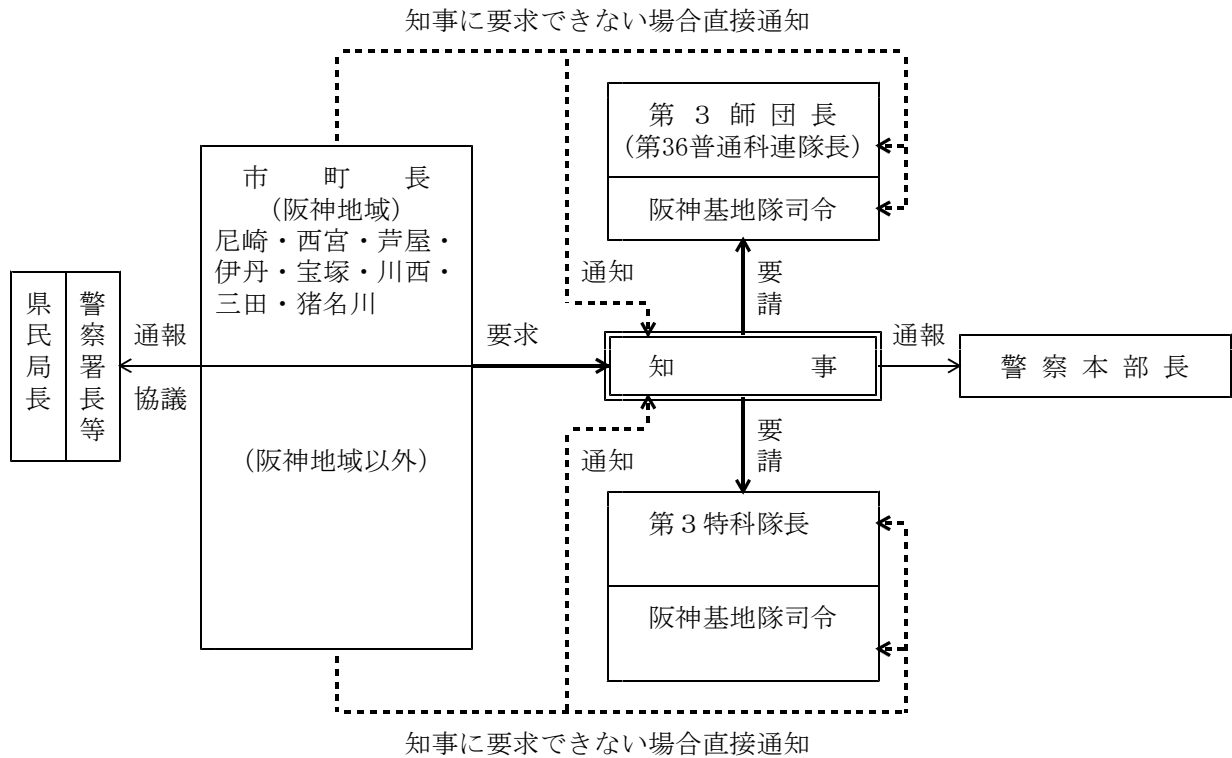 知事に要求できない場合直接通知
第３師団長
（第36普通科連隊長）
阪神基地隊司令
市町長
（阪神地域）
尼崎・西宮・芦屋・
伊丹・宝塚・川西・
三田・猪名川
（阪神地域以外）
県民局長
警察署長等
通報
協議
要求
通知
要請
知事
通報
警察本部長
通知
要請
第３特科隊長
阪神基地隊司令
知事に要求できない場合直接通知